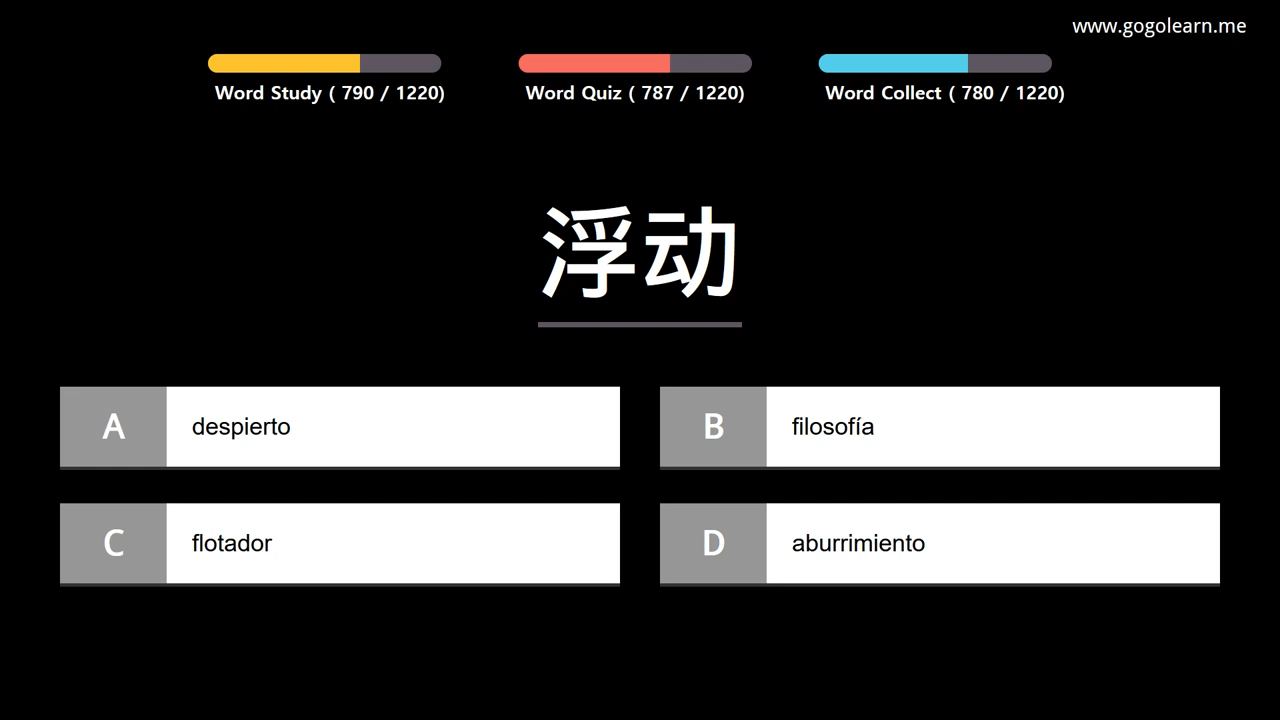 www.gogolearn.me
Word Study ( 790 / 1220)
Word Quiz ( 787 / 1220)
Word Collect ( 780 / 1220)
浮动
A despierto
B filosofía
C flotador
D aburrimiento